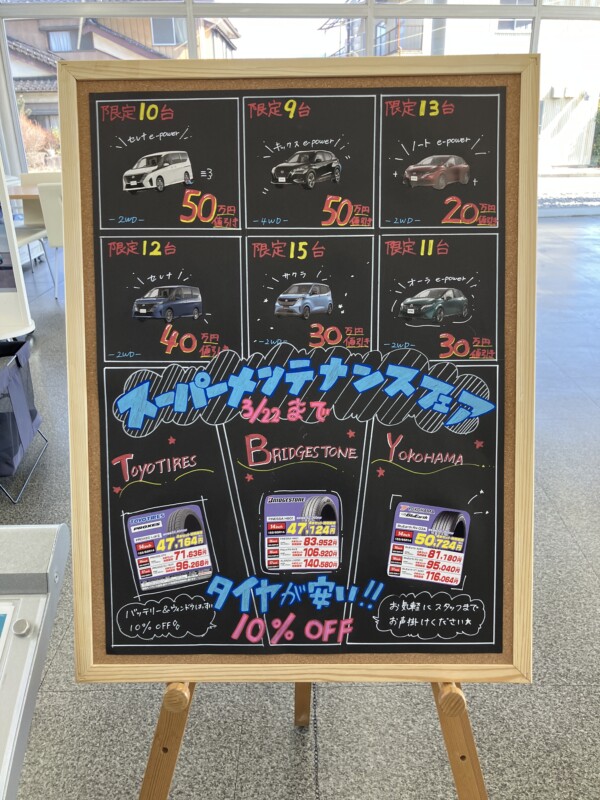 限定10台
セレナ e-power
-2WD-
50万円値引き
限定9台
キックス e-power
-4WD-
50万円値引き
限定13台
ノート e-power
-2WD-
20万円値引き
限定12台
セレナ
-2WD-
40万円値引き
限定15台
サクラ
-2WD-
30万円値引き
限定11台
オーラ e-power
-2WD-
30万円値引き
スーパーメンテナンスフェア
3/22まで
TOYOTIRES
BRIDGESTONE
YOKOHAMA
TOYO TIRES
47,164円
71,636円
96,268円
BRIDGESTONE
47,124円
83,952円
106,920円
140,580円
YOKOHAMA
50,724円
81,180円
95,040円
116,064円
タイヤが安い!!
10% OFF
バッテリー&
10% OFF
お気軽にスタッフまで
お声掛けください